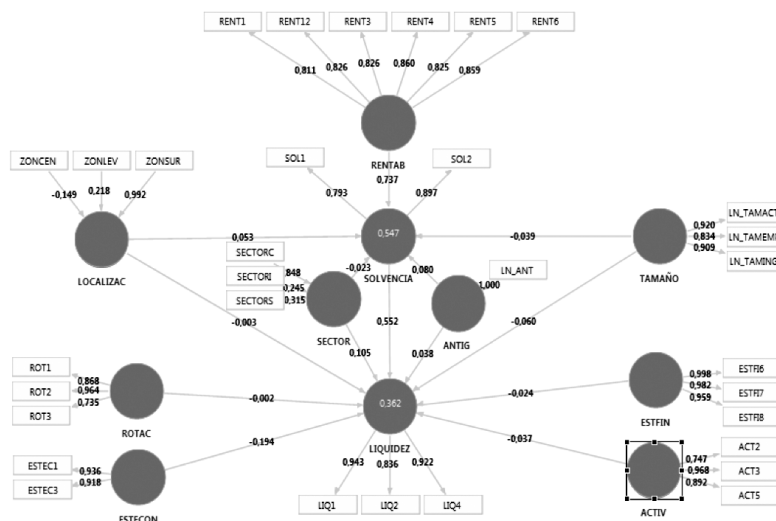 RENT1 RENT12 RENT3 RENT4 RENT5 RENT6
0,811 0,826 0,826 0,860 0,825 0,859
RENTAB
ZONCEN ZONLEV ZONSUR
SOL1 SOL2
0,737
-0,149 0,218 0,992
0,793 0,897
LN_TAMACT
0,920
LN_TAMEMP
0,834
LN_TAMING
0,909
0,547
0,053
-0,039
LOCALIZAC
SOLVENCIA
TAMAÑO
SECTORC
SECTORI
SECTORS
0,245
0,315
-0,023
0,080
LN_ANT
1,000
SECTOR
ANTIG
-0,003
0,552
-0,060
0,105
0,038
ROT1
ROT2
ROT3
0,868
0,964
0,735
ROTAC
-0,002
0,362
LIQUIDEZ
-0,024
ESTFIN
0,998
0,982
0,959
ESTFI6
ESTFI7
ESTFI8
-0,194
-0,037
ESTEC1
ESTEC3
0,936
0,918
ESTECON
0,943 0,836 0,922
LIQ1 LIQ2 LIQ4
ACT2
ACT3
ACT5
0,747
0,968
0,892
ACTIV